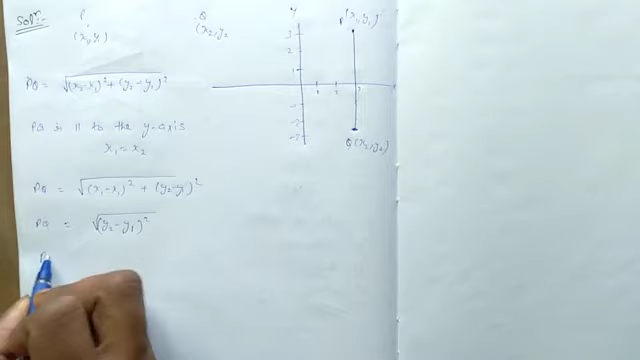 Solⁿ:-
P
(x₁, y₁)
Q
(x₂, y₂
PQ = √(x₂-x₁)² + (y₂-y₁)²
PQ is || to the y-axis
x₁ = x₂
PQ = √(x₁-x₁)² + (y₂-y₁)²
PQ = √(y₂-y₁)²
P
y
P(x₁, y₁)
3
2
1
1 2 3
-1
-2
-3
Q(x₂, y₂)